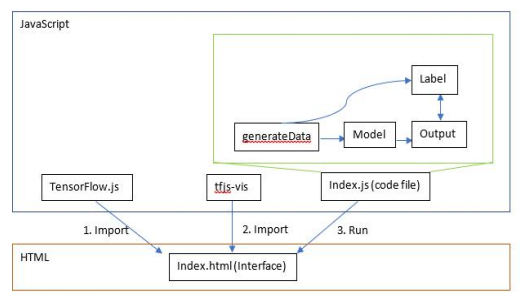 JavaScript
Label
generateData
Model
Output
TensorFlow.js
tfjs-vis
Index.js (code file)
1. Import
2. Import
3. Run
HTML
Index.html (Interface)